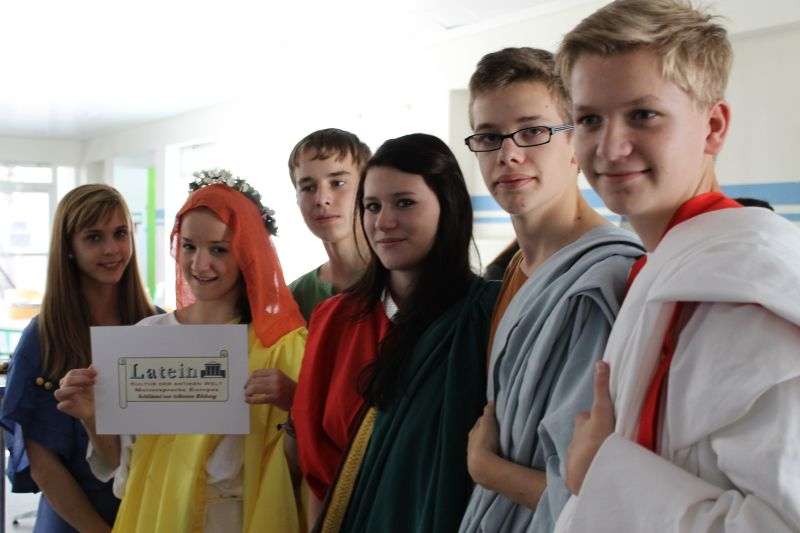 Latein
KULTUR DER ANTIKEN WELT
Muttersprache Europas
Schlüssel zur höheren Bildung